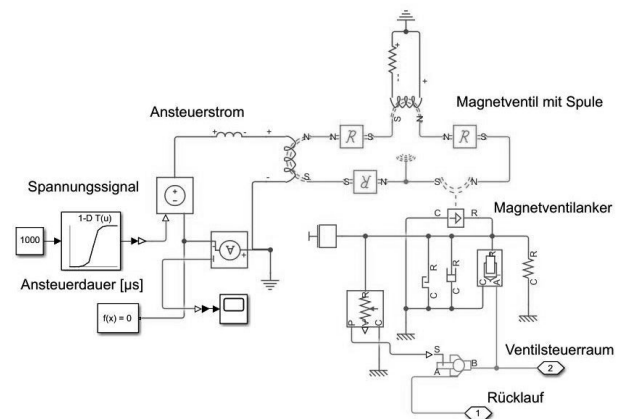 Ansteuerstrom
Magnetventil mit Spule
Spannungssignal
Magnetventilanker
1-D T(u)
1000
Ansteuerdauer [µs]
f(x) = 0
Ventilsteuerraum
Rücklauf
+
-
+
-
+
-
+
-
N
S
N
R
S
S
N
R
S
S
R
N
S
N
A
+
C
R
R
C
R
C
R
C
A
R
C
P
R
C
S
A
B
2
1